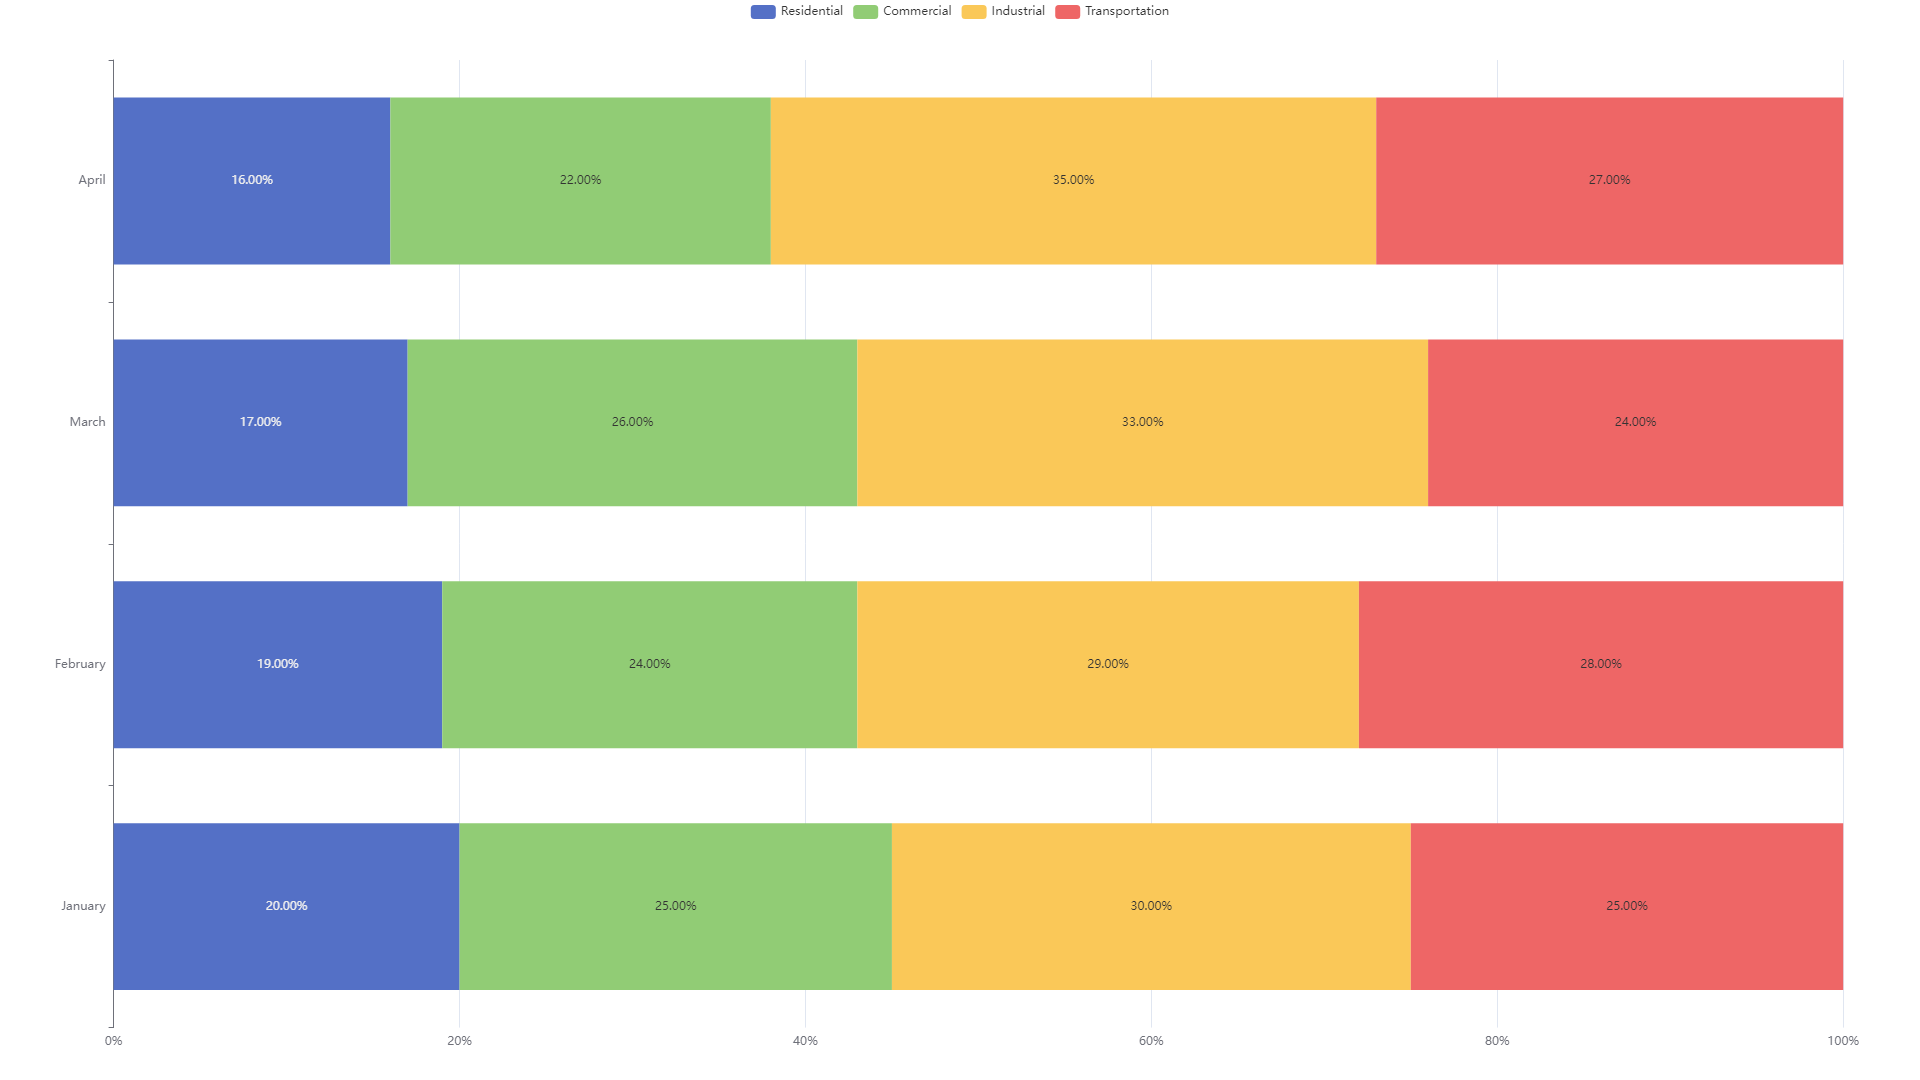 Residential Commercial Industrial Transportation
April 16.00% 22.00% 35.00% 27.00%
March 17.00% 26.00% 33.00% 24.00%
February 19.00% 24.00% 29.00% 28.00%
January 20.00% 25.00% 30.00% 25.00%
0% 20% 40% 60% 80% 100%